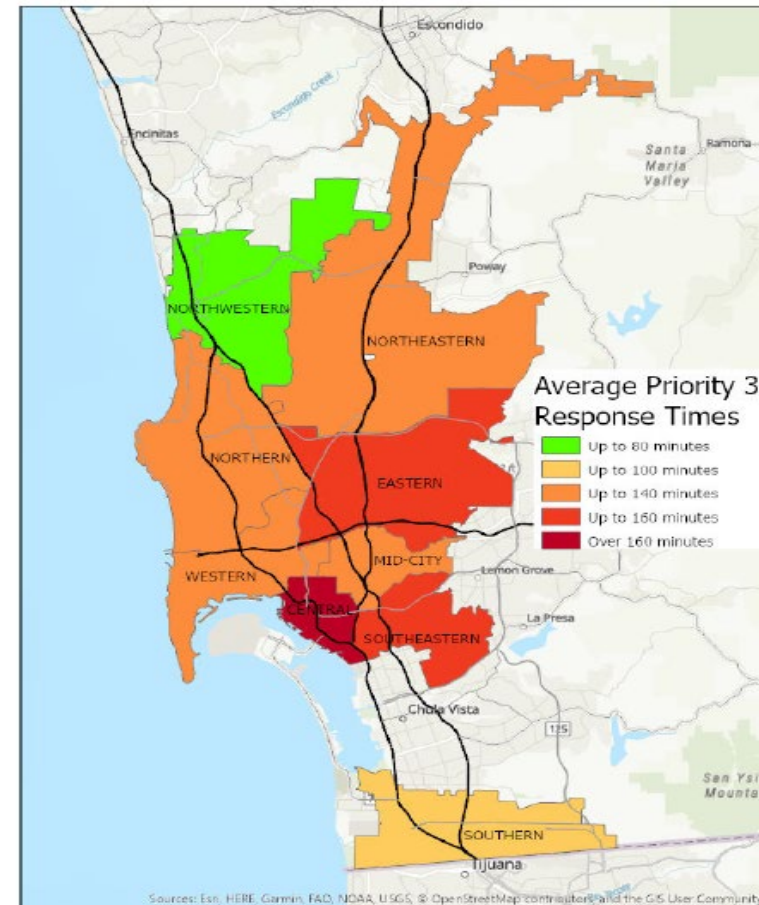 Escondido
Escondido Creek
Encinitas
Santa
Maria
Valley
Ramona
Poway
NORTHWESTERN
NORTHEASTERN
Average Priority 3
Response Times
Up to 80 minutes
Up to 100 minutes
Up to 140 minutes
Up to 160 minutes
Over 160 minutes
NORTHERN
EASTERN
WESTERN
MID-CITY
CENTRAL
Lemon Grove
SOUTHEASTERN
La Presa
Chula Vista
125
San Ysi
Mounta
SOUTHERN
Tijuana
Sources: Esri, HERE, Garmin, FAO, NOAA, USGS, © OpenStreetMap contributors, and the GIS User Community